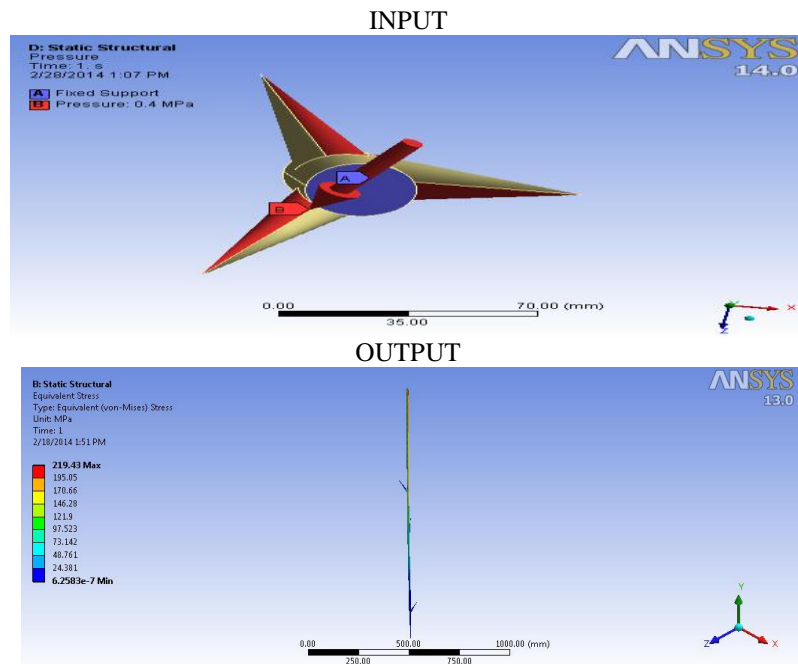 INPUT
D: Static Structural
Pressure
Time: 1. s
2/28/2014 1:07 PM
A Fixed Support
B Pressure: 0.4 MPa
ANSYS
14.0
A
B
0.00 70.00 (mm)
35.00
X
Z
OUTPUT
B: Static Structural
Equivalent Stress
Type: Equivalent (von-Mises) Stress
Unit: MPa
Time: 1
2/18/2014 1:51 PM
ANSYS
13.0
219.43 Max
195.05
170.66
146.28
121.9
97.523
73.142
48.761
24.381
6.2583e-7 Min
Y
Z X
0.00 500.00 1000.00 (mm)
250.00 750.00